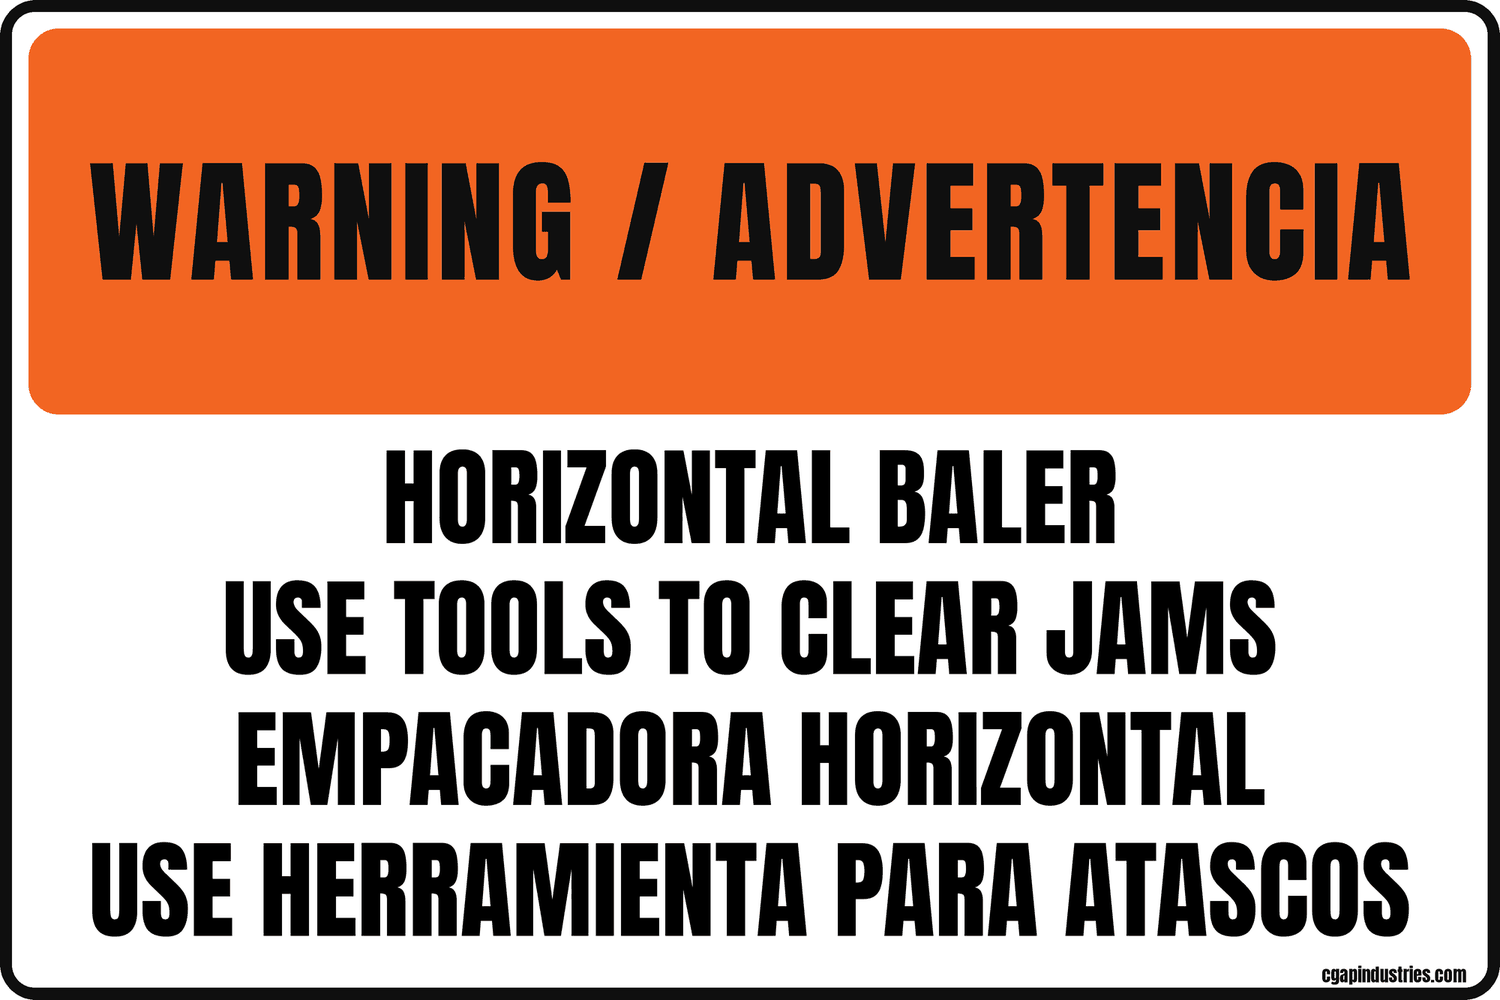 WARNING / ADVERTENCIA
HORIZONTAL BALER
USE TOOLS TO CLEAR JAMS
EMPACADORA HORIZONTAL
USE HERRAMIENTA PARA ATASCOS
cgapindustries.com